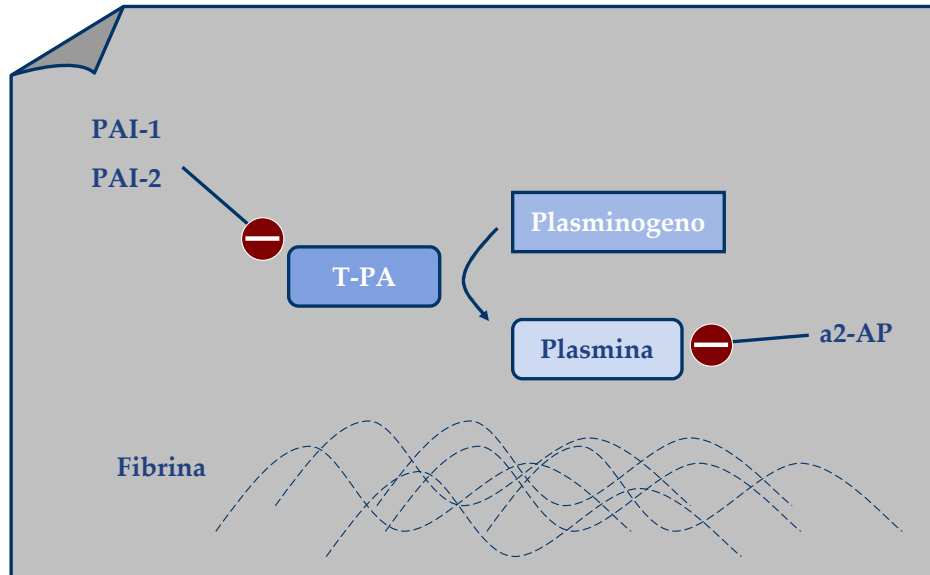 PAI-1
PAI-2
Plasminogeno
T-PA
Plasmina
a2-AP
Fibrina